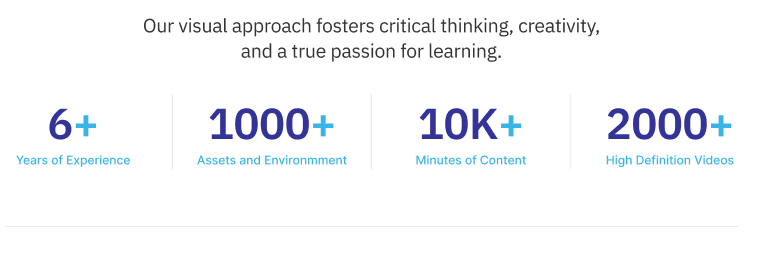 Our visual approach fosters critical thinking, creativity,
and a true passion for learning.
6+
Years of Experience
1000+
Assets and Environmment
10K+
Minutes of Content
2000+
High Definition Videos